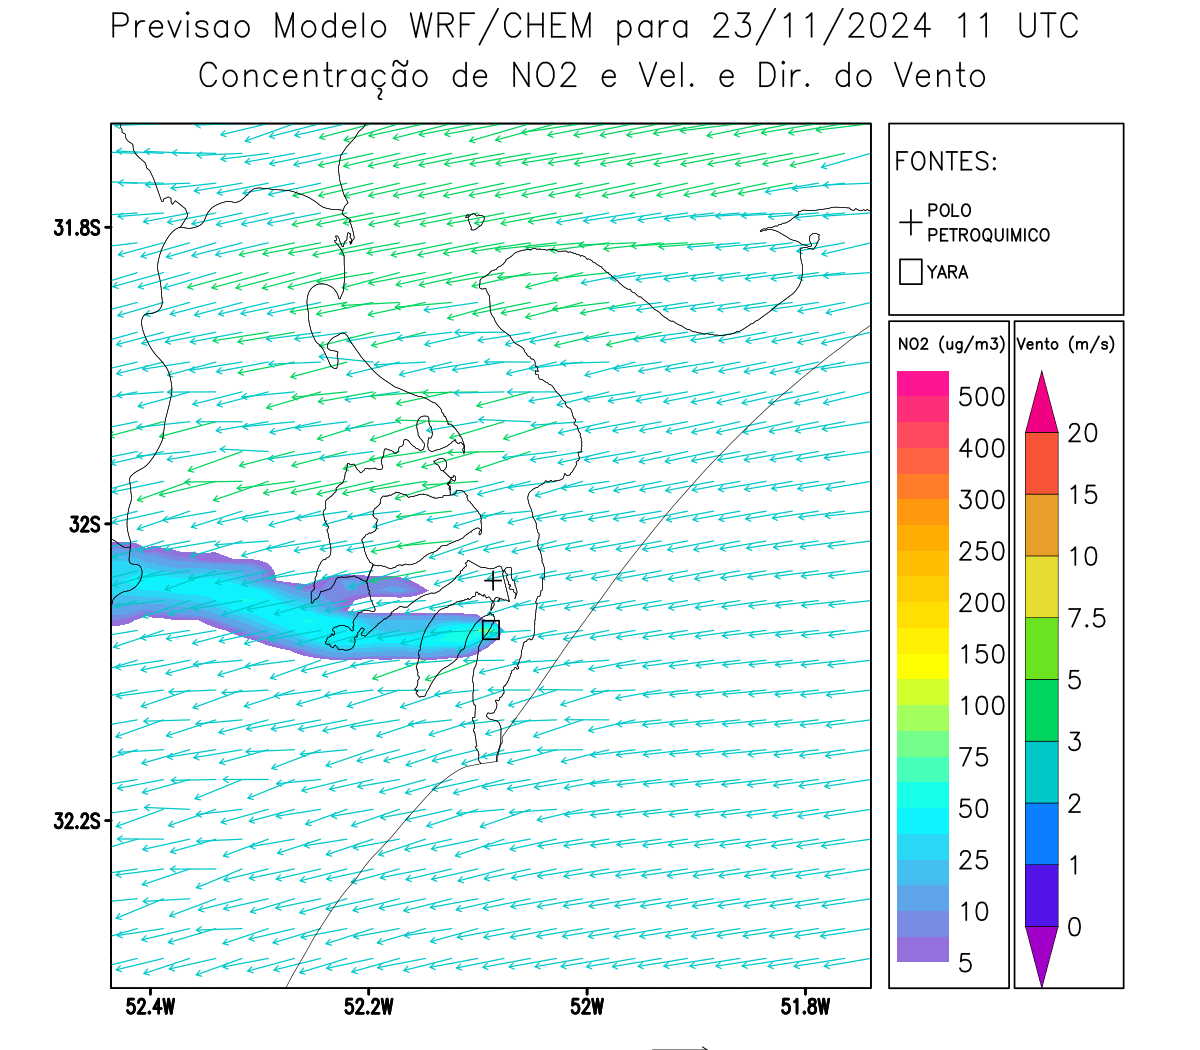 Previsao Modelo WRF/CHEM para 23/11/2024 11 UTC
Concentração de NO2 e Vel. e Dir. do Vento
FONTES:
POLO
PETROQUIMICO
YARA
NO2 (ug/m3)
500
400
300
250
200
150
100
75
50
25
10
5
Vento (m/s)
20
15
10
7.5
5
3
2
1
0
31.8S
32S
32.2S
52.4W
52.2W
52W
51.8W